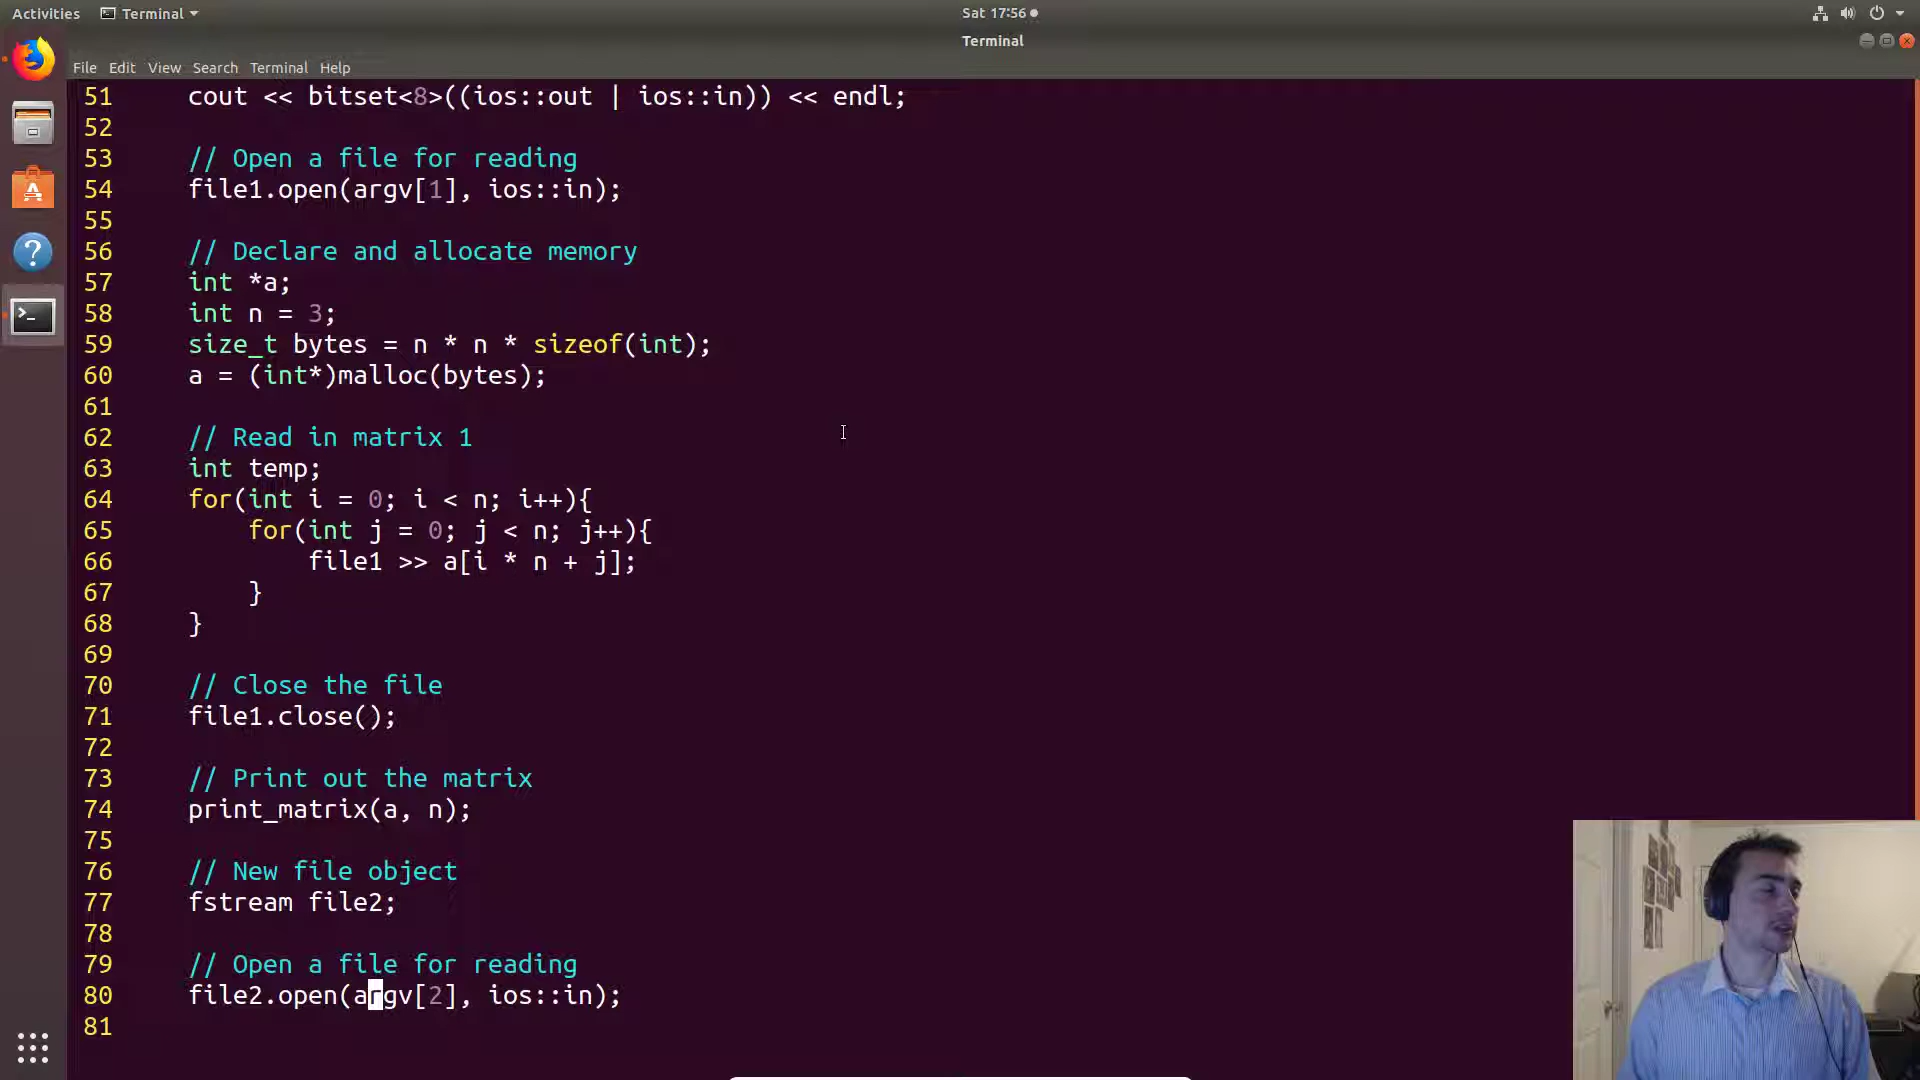 Activities Terminal Sat 17:56
Terminal
File Edit View Search Terminal Help
51 cout << bitset<8>((ios::out | ios::in)) << endl;
52
53 // Open a file for reading
54 file1.open(argv[1], ios::in);
55
56 // Declare and allocate memory
57 int *a;
58 int n = 3;
59 size_t bytes = n * n * sizeof(int);
60 a = (int*)malloc(bytes);
61
62 // Read in matrix 1
63 int temp;
64 for(int i = 0; i < n; i++){
65 for(int j = 0; j < n; j++){
66 file1 >> a[i * n + j];
67 }
68 }
69
70 // Close the file
71 file1.close();
72
73 // Print out the matrix
74 print_matrix(a, n);
75
76 // New file object
77 fstream file2;
78
79 // Open a file for reading
80 file2.open(argv[2], ios::in);
81